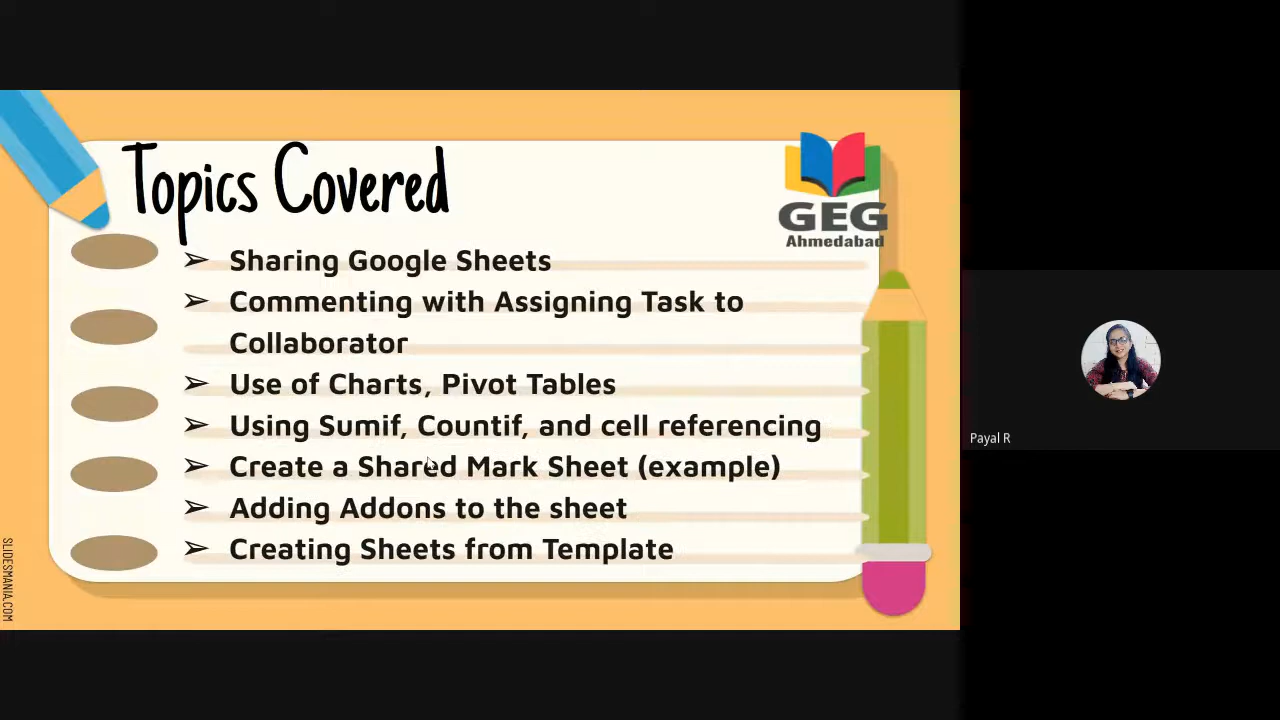 Topics Covered
GEG
Ahmedabad
➢ Sharing Google Sheets
➢ Commenting with Assigning Task to
Collaborator
➢ Use of Charts, Pivot Tables
➢ Using Sumif, Countif, and cell referencing
➢ Create a Shared Mark Sheet (example)
➢ Adding Addons to the sheet
➢ Creating Sheets from Template
SLIDESMANIA.COM
Payal R